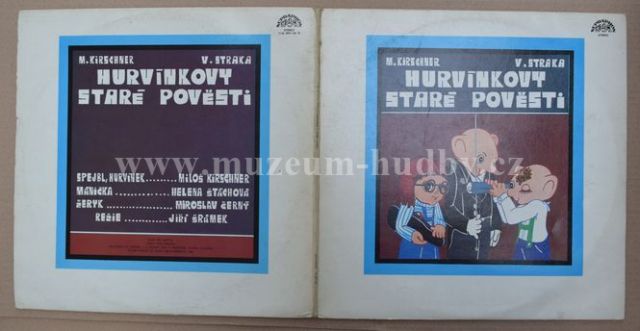 M. KIRSCHNER V. STRAKA
HURVÍNKOVY
STARÉ POVĚSTI
SPEJBL, HURVÍNEK......... MILOŠ KIRSCHNER
MANIČKA............... HELENA ŠTÁCHOVÁ
ŽERYK............... MIROSLAV ČERNÝ
REŽIE ............ JIŘÍ ŠRÁMEK
M. KIRSCHNER V. STRAKA
HURVÍNKOVY
STARÉ POVĚSTI
www.muzeum-hudby.cz